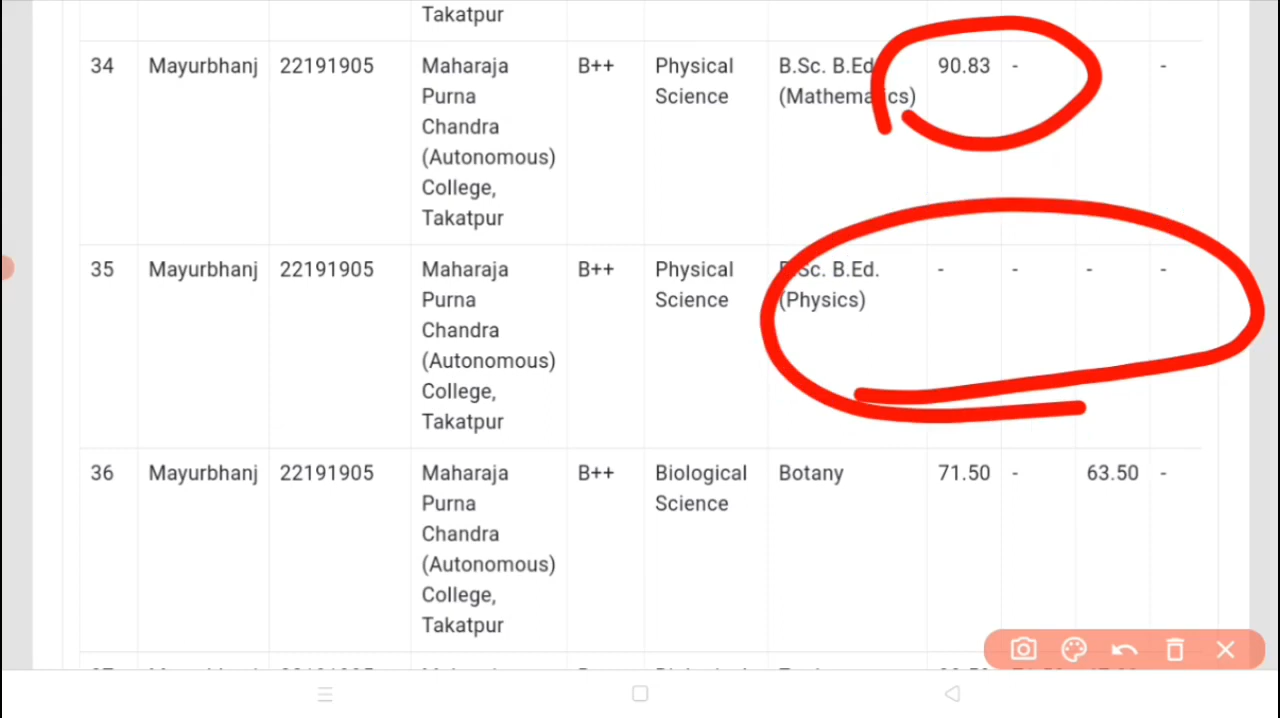 Takatpur
34 Mayurbhanj 22191905 Maharaja B++ Physical B.Sc. B.Ed. 90.83 - -
Purna Science (Mathematics)
Chandra
(Autonomous)
College,
Takatpur
35 Mayurbhanj 22191905 Maharaja B++ Physical B.Sc. B.Ed. - - - -
Purna Science (Physics)
Chandra
(Autonomous)
College,
Takatpur
36 Mayurbhanj 22191905 Maharaja B++ Biological Botany 71.50 - 63.50 -
Purna Science
Chandra
(Autonomous)
College,
Takatpur